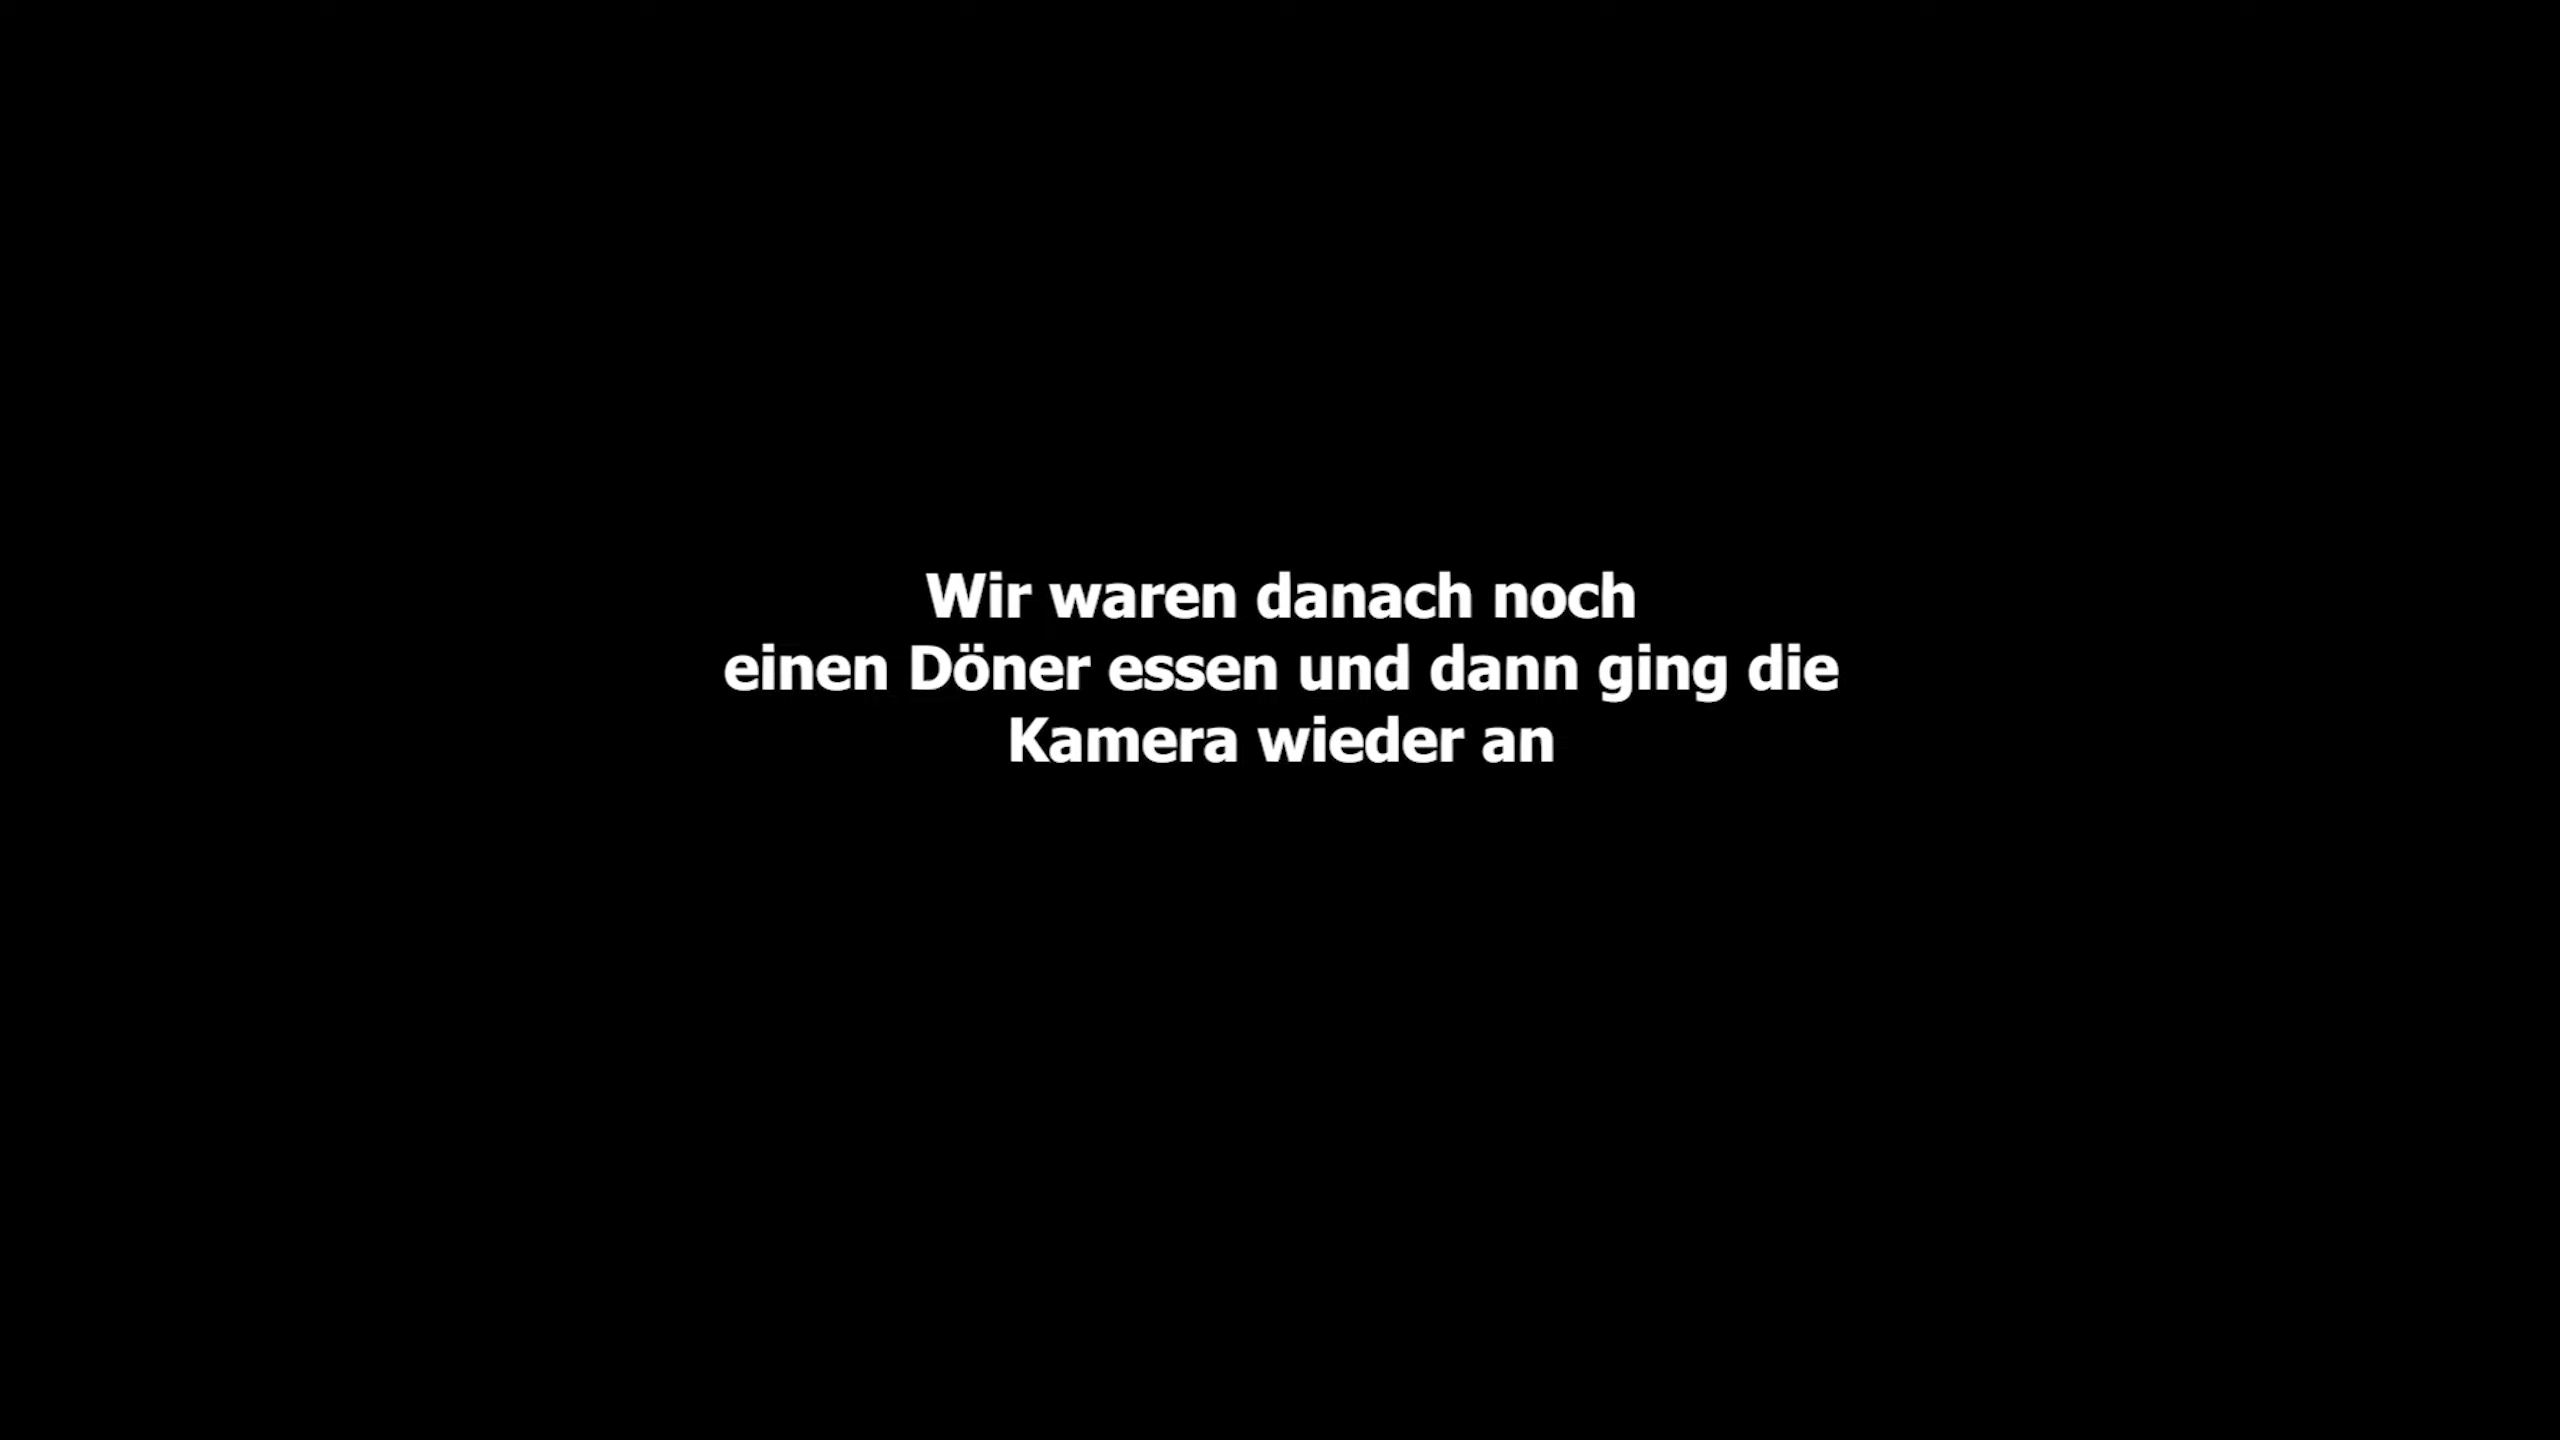 Wir waren danach noch
einen Döner essen und dann ging die
Kamera wieder an